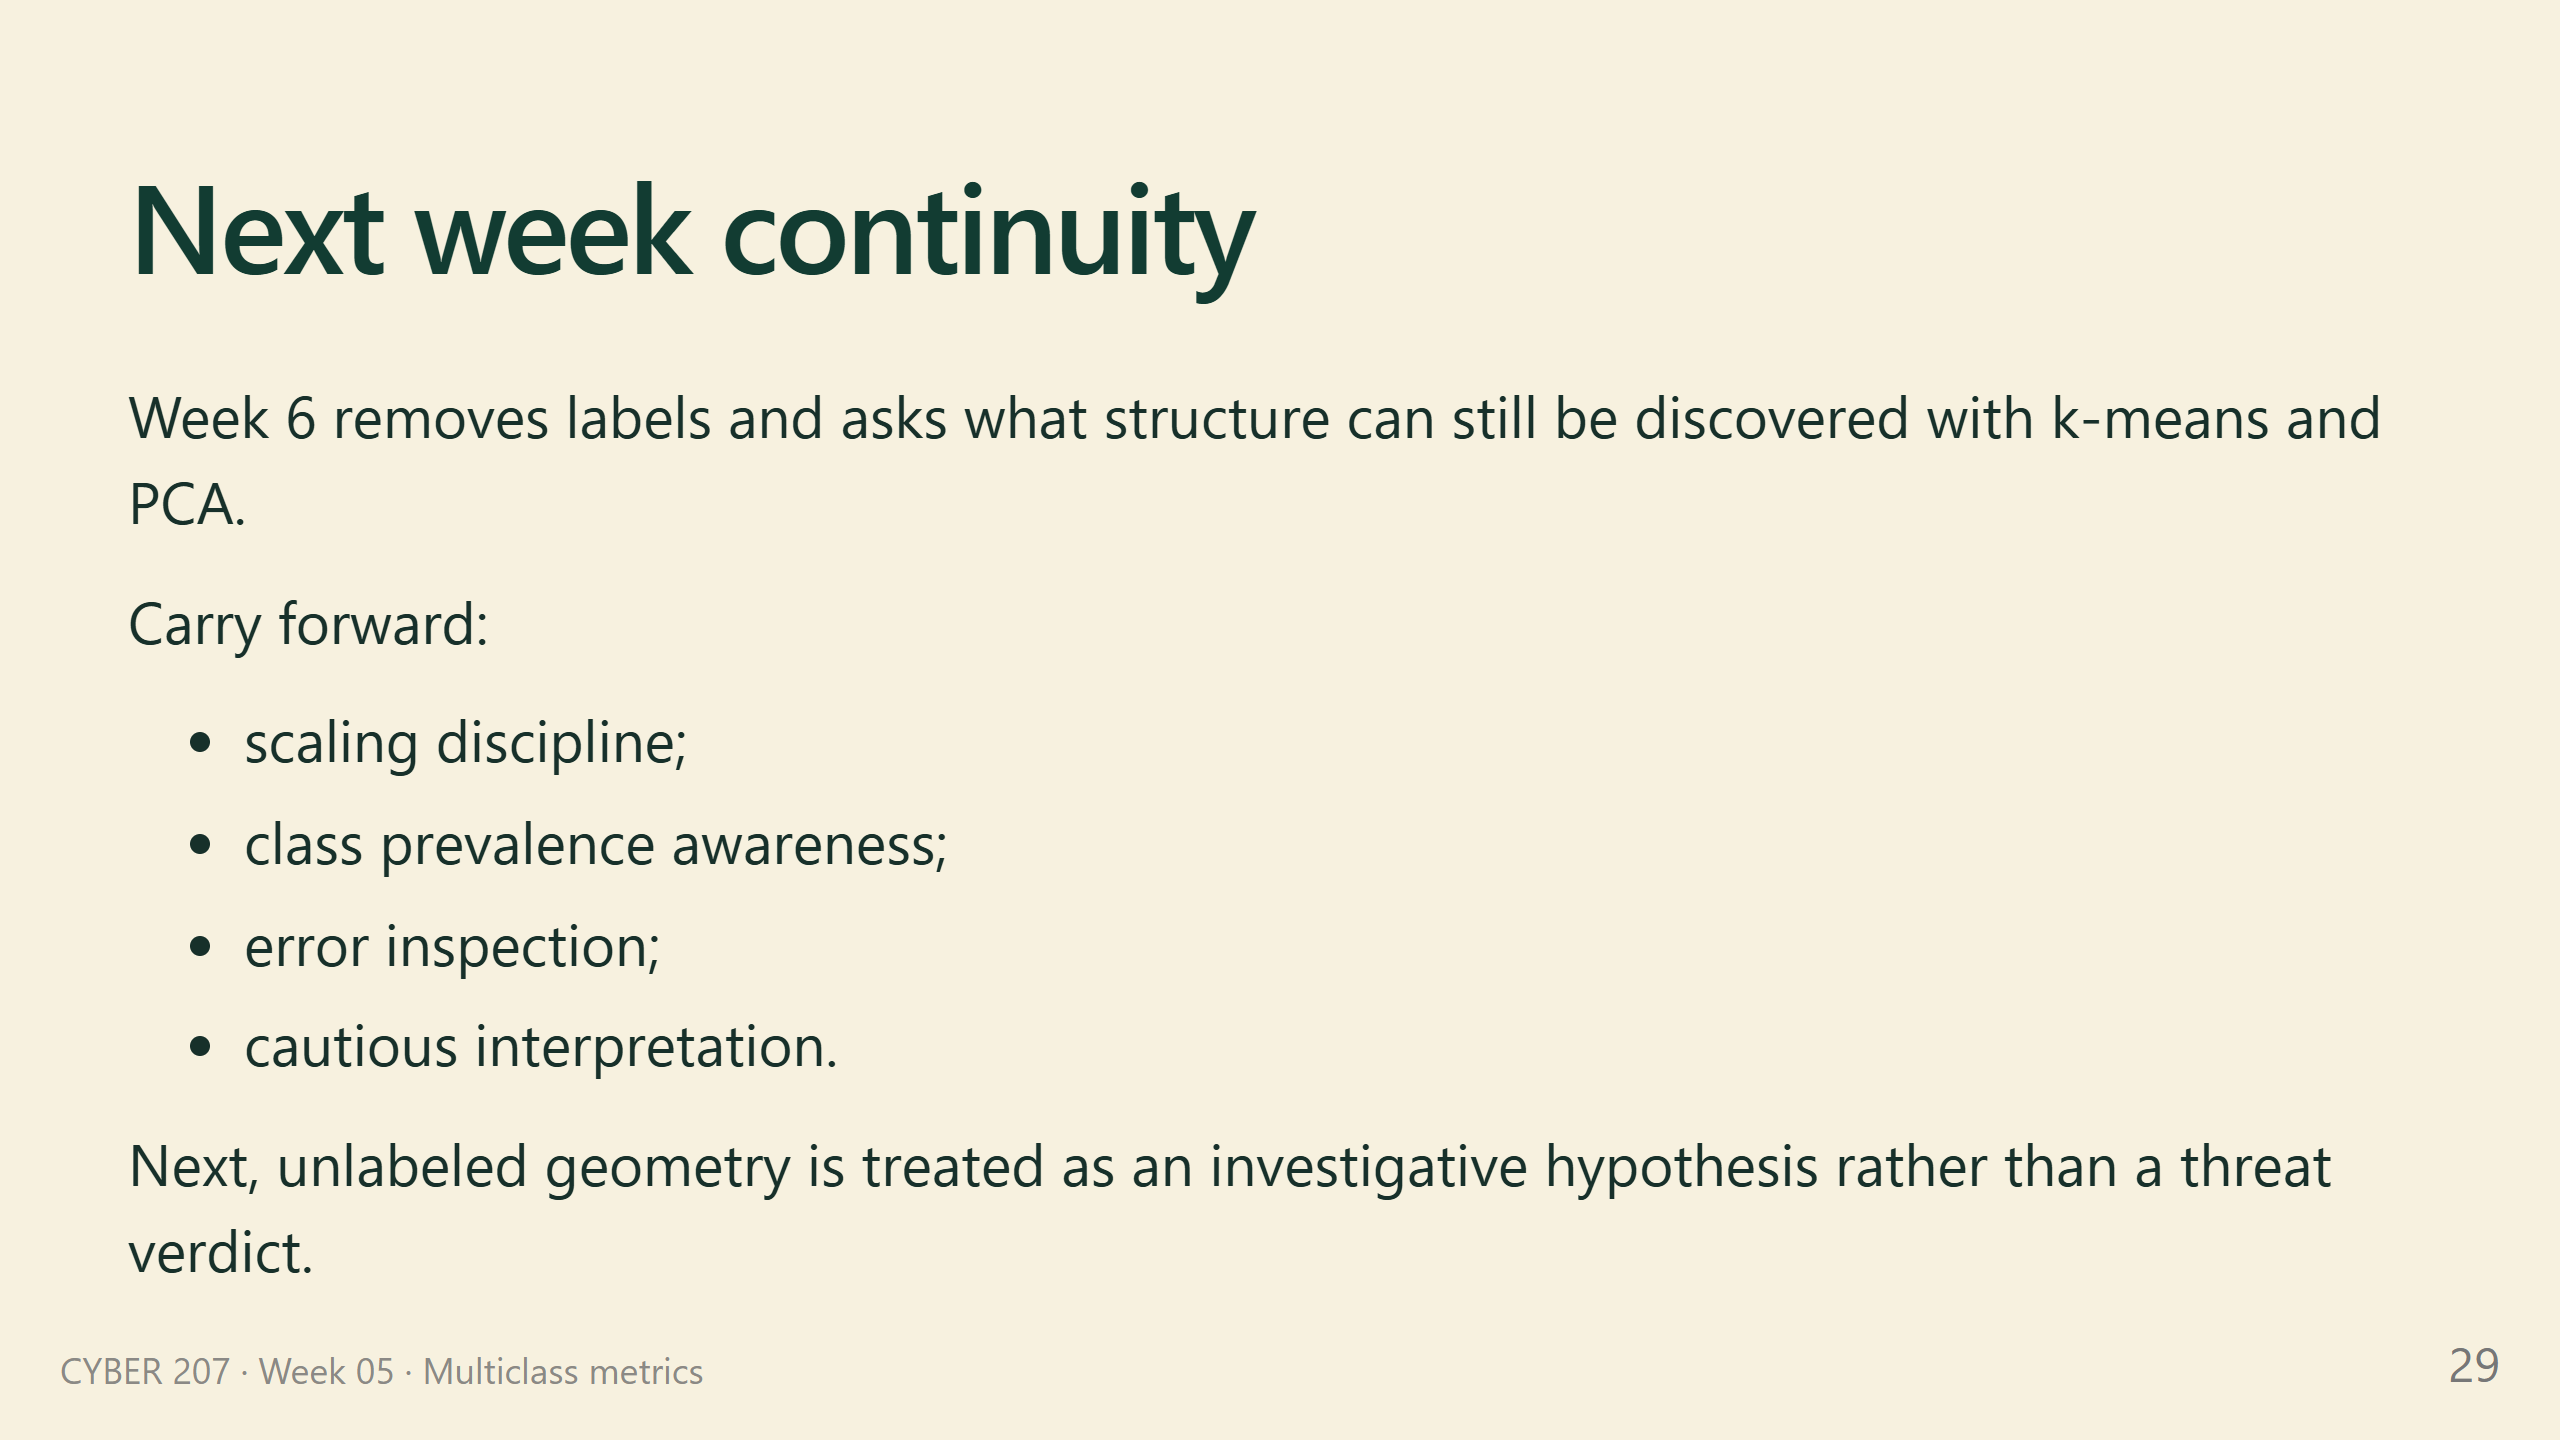 Next week continuity
Week 6 removes labels and asks what structure can still be discovered with k-means and
PCA.
Carry forward:
• scaling discipline;
• class prevalence awareness;
• error inspection;
• cautious interpretation.
Next, unlabeled geometry is treated as an investigative hypothesis rather than a threat
verdict.
CYBER 207 · Week 05 · Multiclass metrics
29